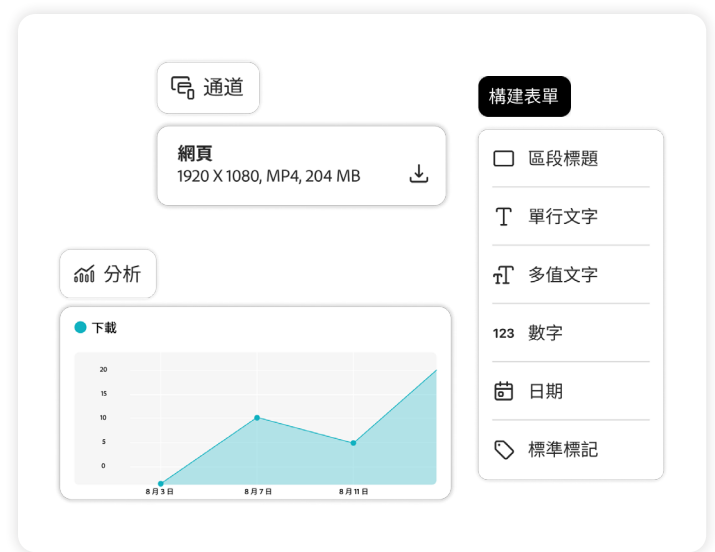 通道
網頁
1920 X 1080, MP4, 204 MB
構建表單
區段標題
單行文字
多值文字
123 數字
日期
標準標記
分析
下載
20
15
10
5
0
8 月 3 日
8 月 7 日
8 月 11 日